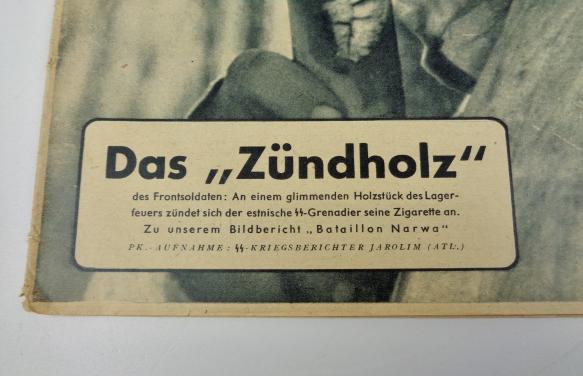 Das „Zündholz“
des Frontsoldaten: An einem glimmenden Holzstück des Lager-
feuers zündet sich der estnische ᛋᛋ-Grenadier seine Zigarette an.
Zu unserem Bildbericht „Bataillon Narwa“
PK.-AUFNAHME: ᛋᛋ-KRIEGSBERICHTER JAROLIM (ATL.)